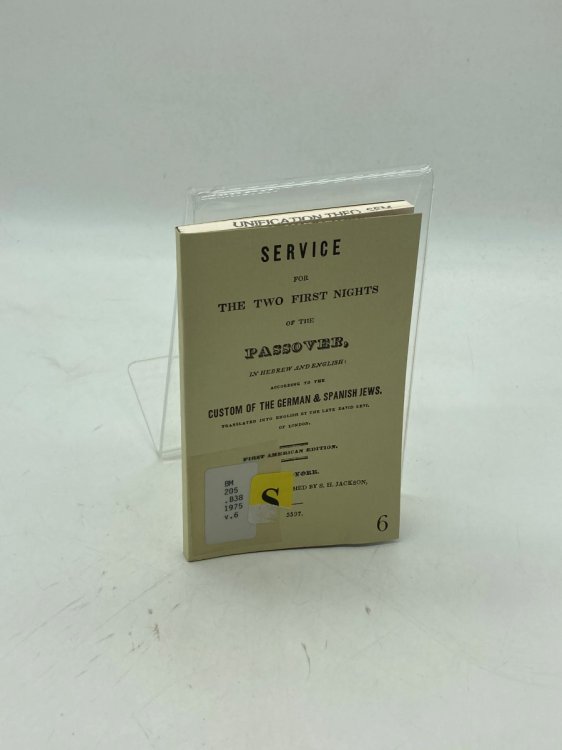 UNIFICATION THEO. SEM
SERVICE
FOR
THE TWO FIRST NIGHTS
OF THE
PASSOVER,
IN HEBREW AND ENGLISH:
ACCORDING TO THE
CUSTOM OF THE GERMAN & SPANISH JEWS.
TRANSLATED INTO ENGLISH BY THE LATE DAVID LEVI,
OF LONDON;
FIRST AMERICAN EDITION.
YORK.
BY S. H. JACKSON,
5597.
BM
205
.B38
1975
v.6
S
6